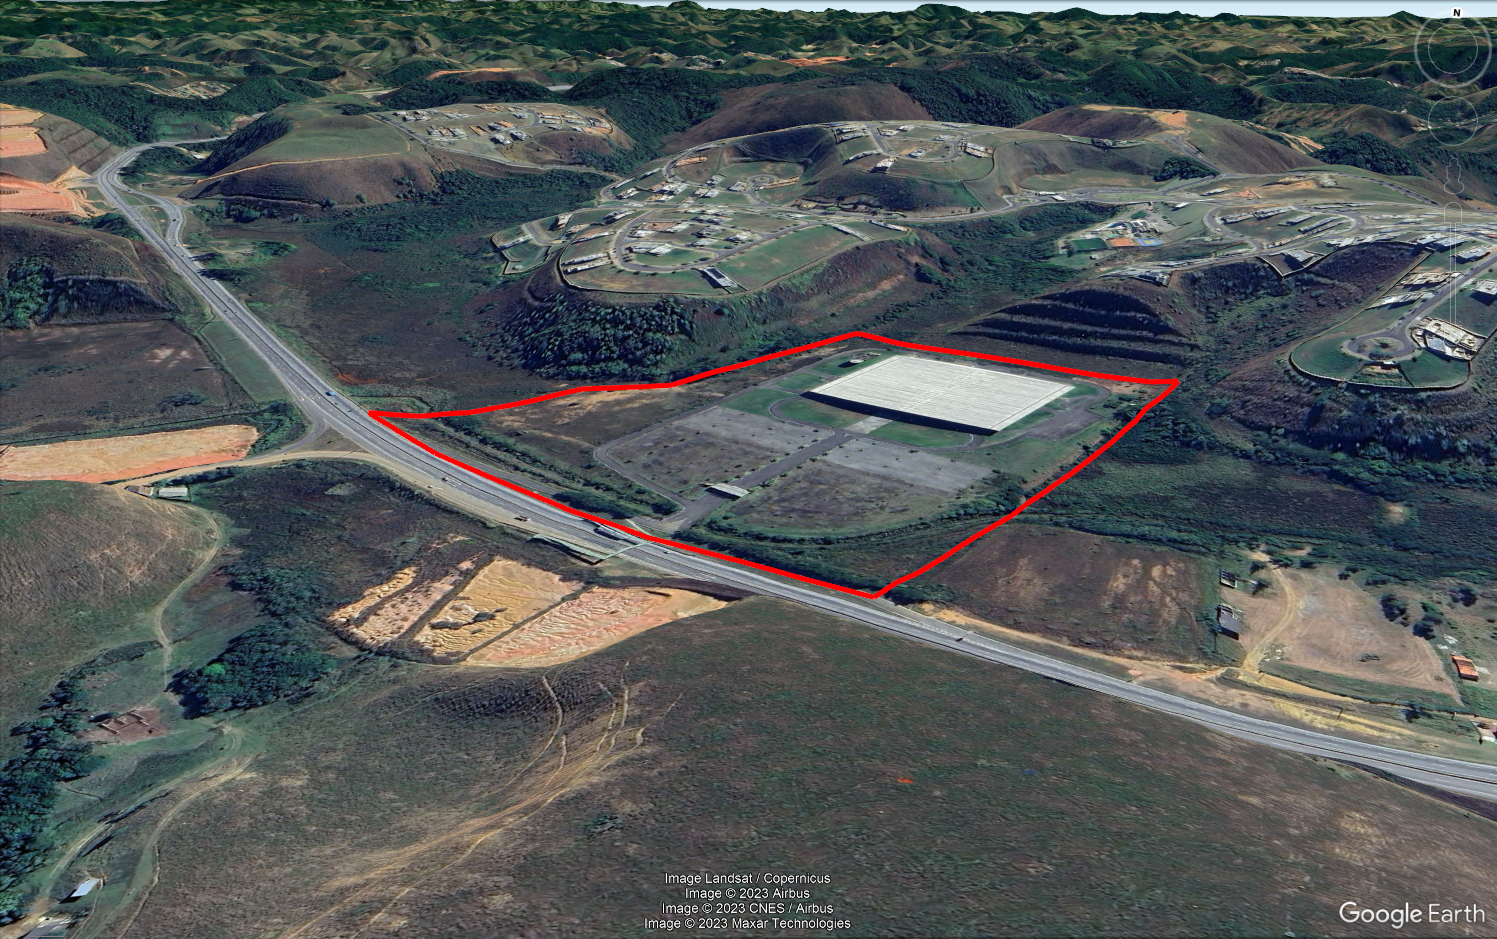 N
Image Landsat / Copernicus
Image © 2023 Airbus
Image © 2023 CNES / Airbus
Image © 2023 Maxar Technologies
Google Earth